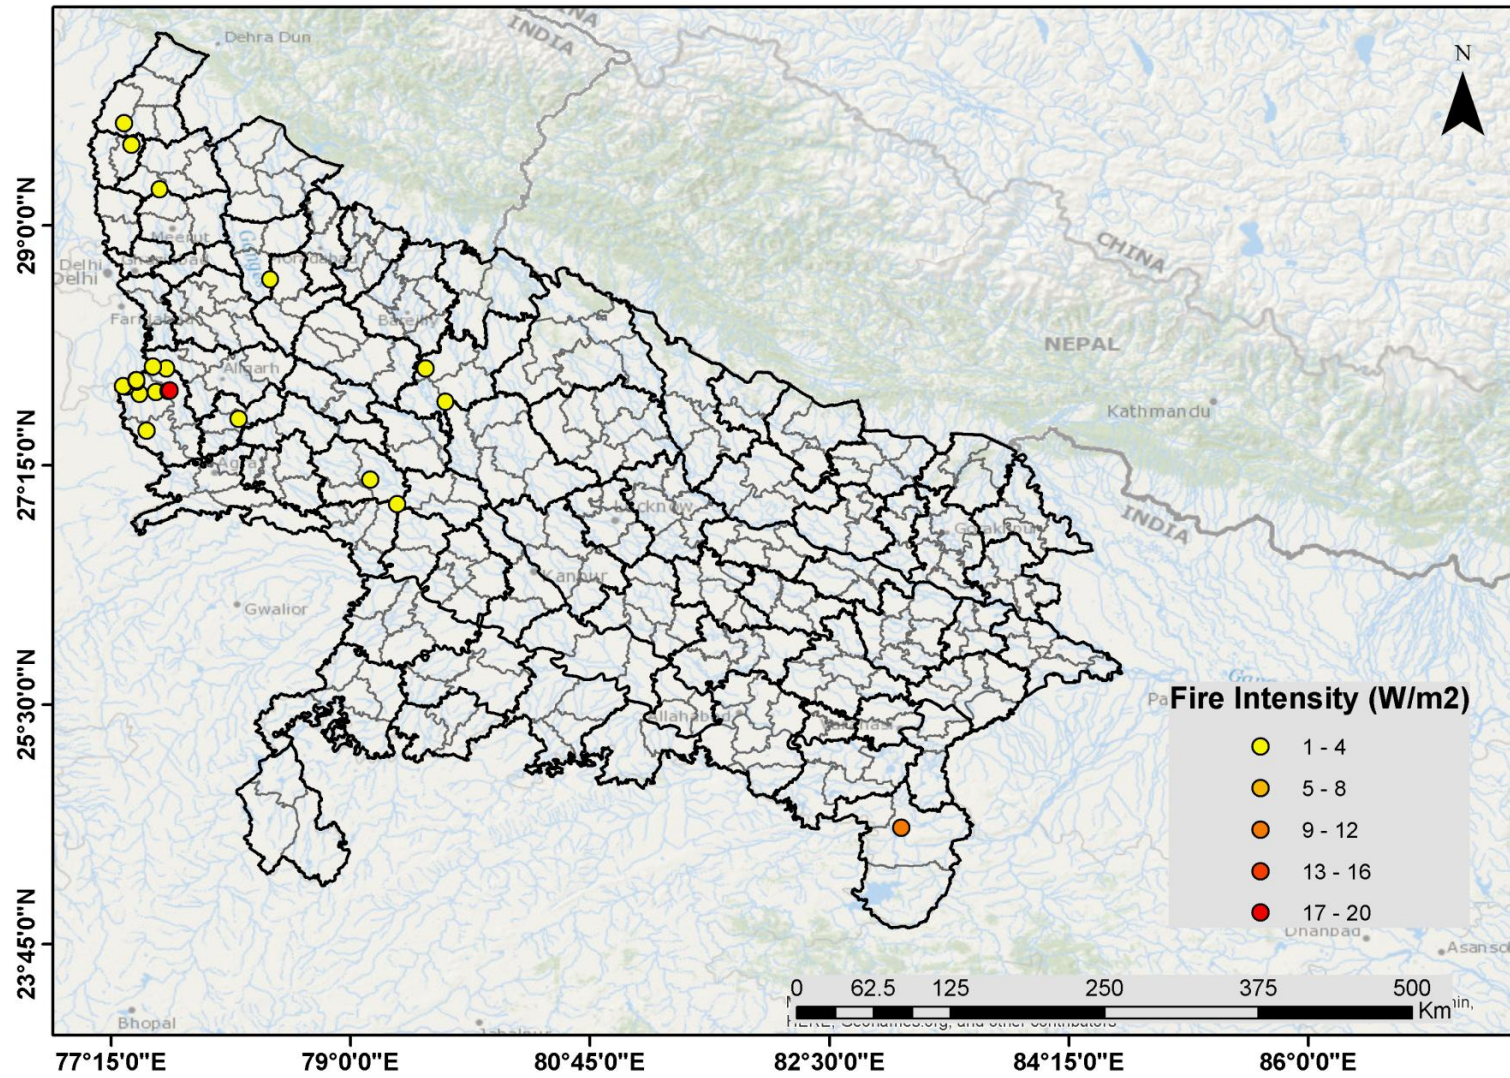 INDIA
Dehra Dun
N
29°0'0"N
27°15'0"N
25°30'0"N
23°45'0"N
Meerut
Delhi
Delhi
Bareilly
Aligarh
Agra
CHINA
NEPAL
Kathmandu
INDIA
Lucknow
Gorakhpur
Kanpur
Gwalior
Allahabad
Fire Intensity (W/m2)
1 - 4
5 - 8
9 - 12
13 - 16
17 - 20
Dhanbad
0 62.5 125 250 375 500
Km
HERE, Geonames.org, and other contributors
Bhopal
77°15'0"E 79°0'0"E 80°45'0"E 82°30'0"E 84°15'0"E 86°0'0"E